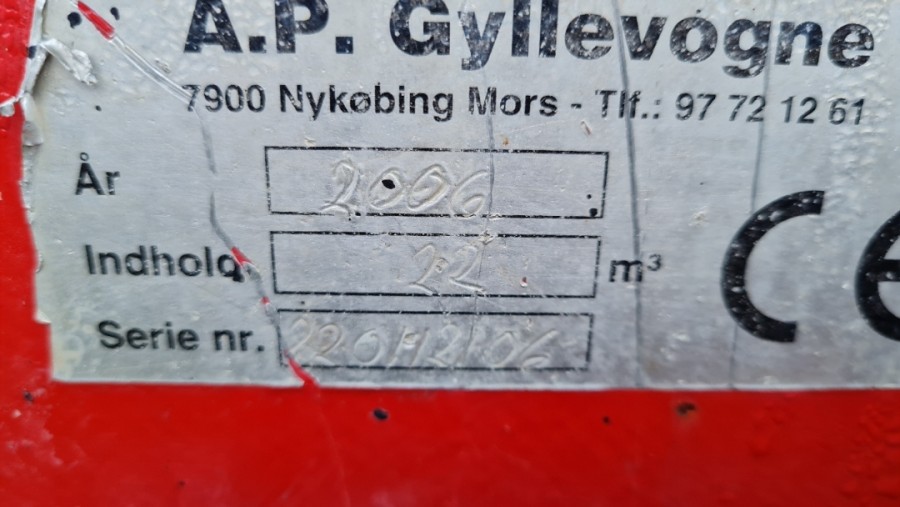 A.P. Gyllevogne
7900 Nykøbing Mors - Tlf.: 97 72 12 61
År 2006
Indhold 22 m³
Serie nr.
CE